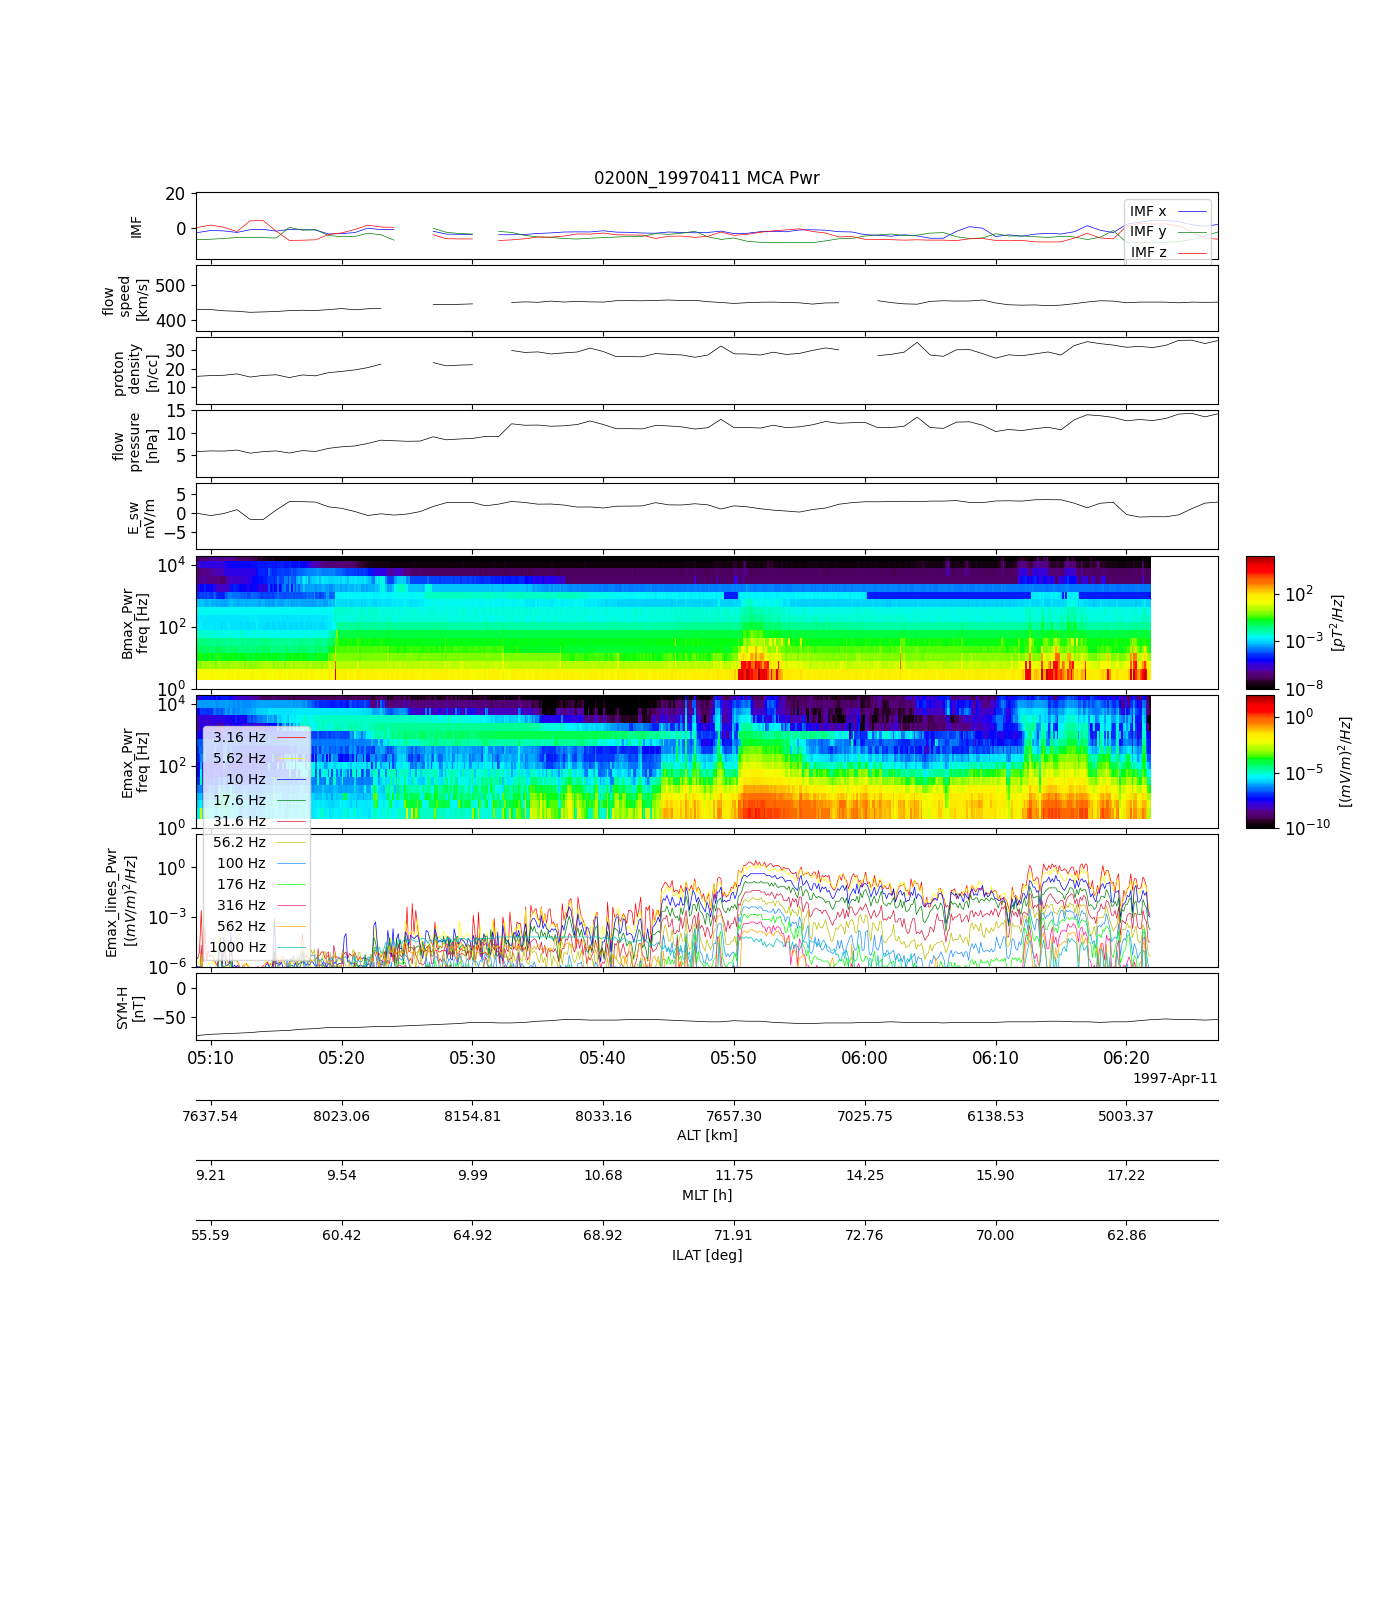 0200N_19970411 MCA Pwr
20
0
IMF
IMF x
IMF y
IMF z
500
400
flow
speed
[km/s]
30
20
10
proton
density
[n/cc]
15
10
5
flow
pressure
[nPa]
5
0
−5
E_sw
mV/m
10^4
10^2
10^0
Bmax_Pwr
freq [Hz]
10^2
10^−3
10^−8
[pT^2/Hz]
10^4
10^2
10^0
Emax_Pwr
freq [Hz]
10^0
10^−5
10^−10
[(mV/m)^2/Hz]
3.16 Hz
5.62 Hz
10 Hz
17.6 Hz
31.6 Hz
56.2 Hz
100 Hz
176 Hz
316 Hz
562 Hz
1000 Hz
10^0
10^−3
10^−6
Emax_lines_Pwr
[(mV/m)^2/Hz]
0
−50
SYM-H
[nT]
05:10 05:20 05:30 05:40 05:50 06:00 06:10 06:20
1997-Apr-11
7637.54 8023.06 8154.81 8033.16 7657.30 7025.75 6138.53 5003.37
ALT [km]
9.21 9.54 9.99 10.68 11.75 14.25 15.90 17.22
MLT [h]
55.59 60.42 64.92 68.92 71.91 72.76 70.00 62.86
ILAT [deg]